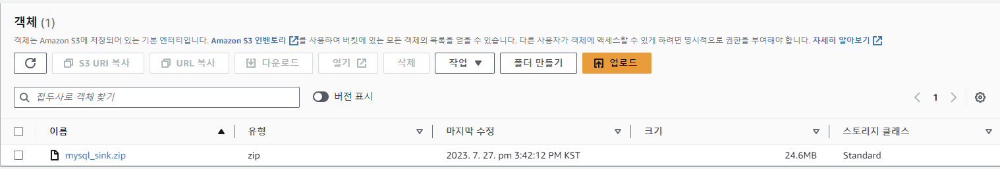 객체 (1)
객체는 Amazon S3에 저장되어 있는 기본 엔터티입니다. Amazon S3 인벤토리 를 사용하여 버킷에 있는 모든 객체의 목록을 얻을 수 있습니다. 다른 사용자가 객체에 액세스할 수 있게 하려면 명시적으로 권한을 부여해야 합니다. 자세히 알아보기
S3 URI 복사 URL 복사 다운로드 열기 삭제 작업 폴더 만들기 업로드
접두사로 객체 찾기 버전 표시 1
이름 유형 마지막 수정 크기 스토리지 클래스
mysql_sink.zip zip 2023. 7. 27. pm 3:42:12 PM KST 24.6MB Standard